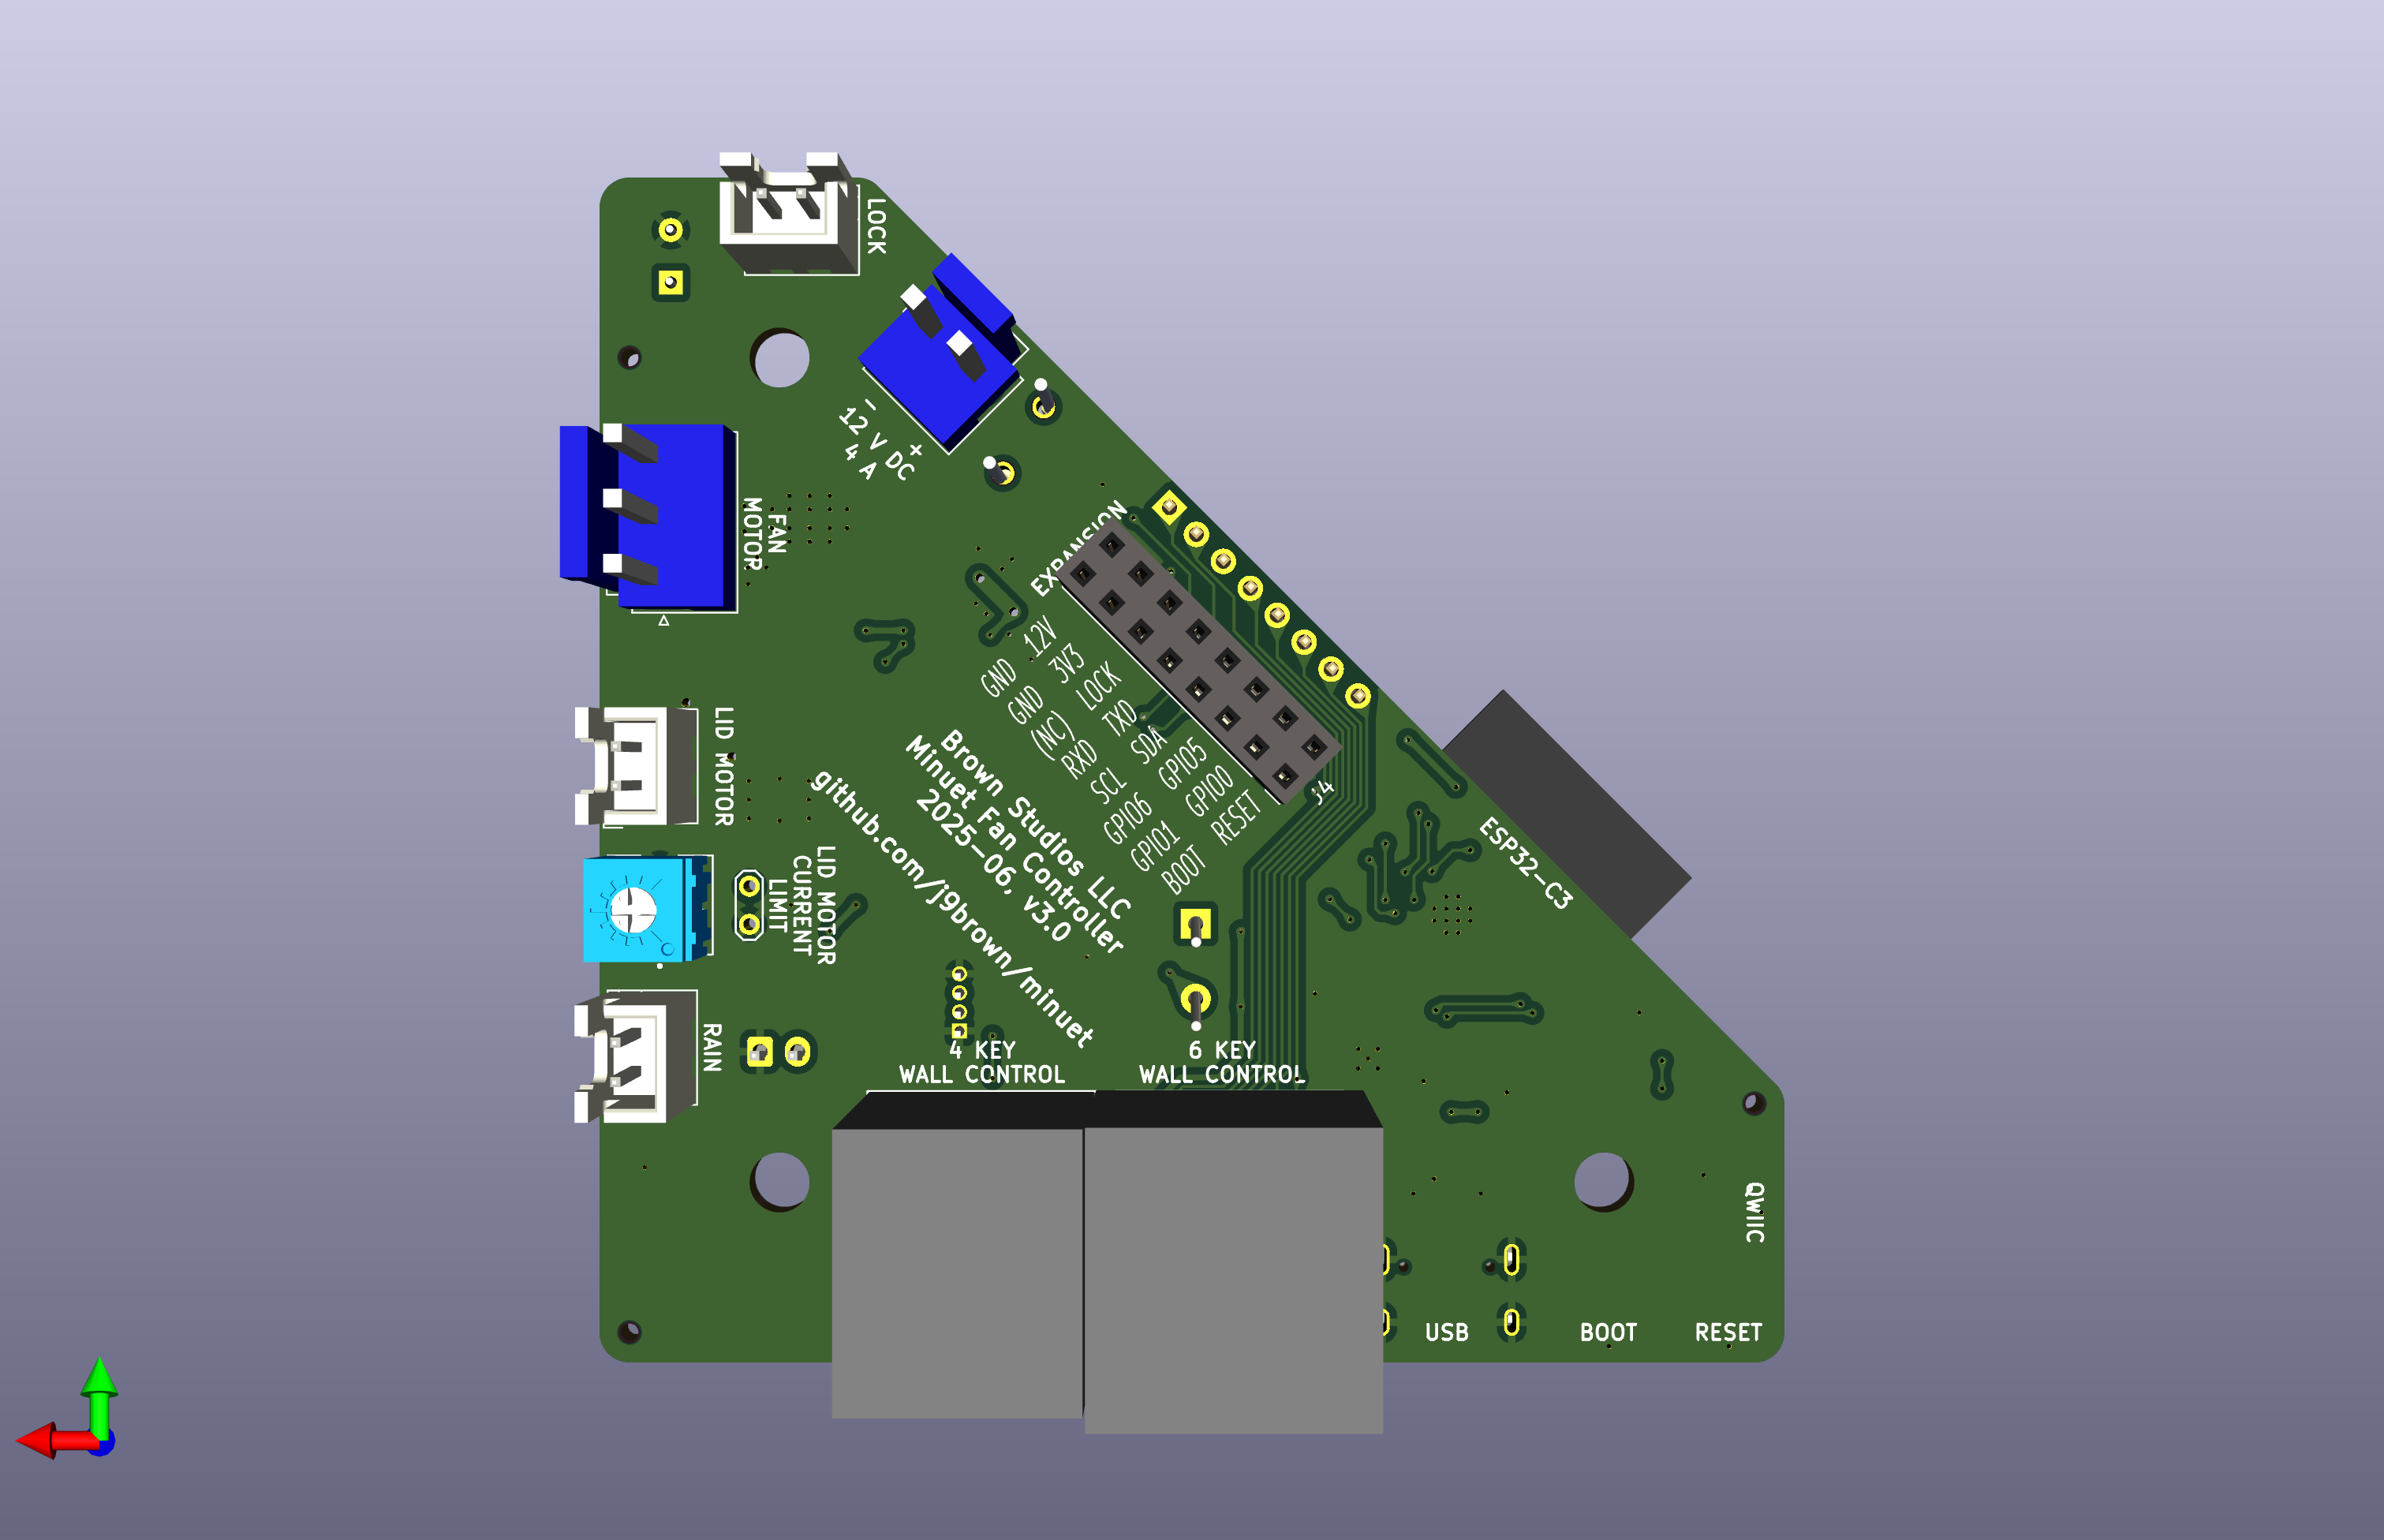 LOCK
-
+
12 V DC
4 A
FAN
MOTOR
EXPANSION
GND 12V
GND 3V3
(NC) LOCK
RXD TXD
SCL SDA
GPIO6 GPIO5
GPIO1 GPIO0
BOOT RESET
J4
LID MOTOR
Brown Studios LLC
Minuet Fan Controller
2025-06, v3.0
github.com/j9brown/minuet
LID MOTOR
CURRENT
LIMIT
ESP32-C3
RAIN
4 KEY
WALL CONTROL
6 KEY
WALL CONTROL
QWIIC
USB
BOOT
RESET